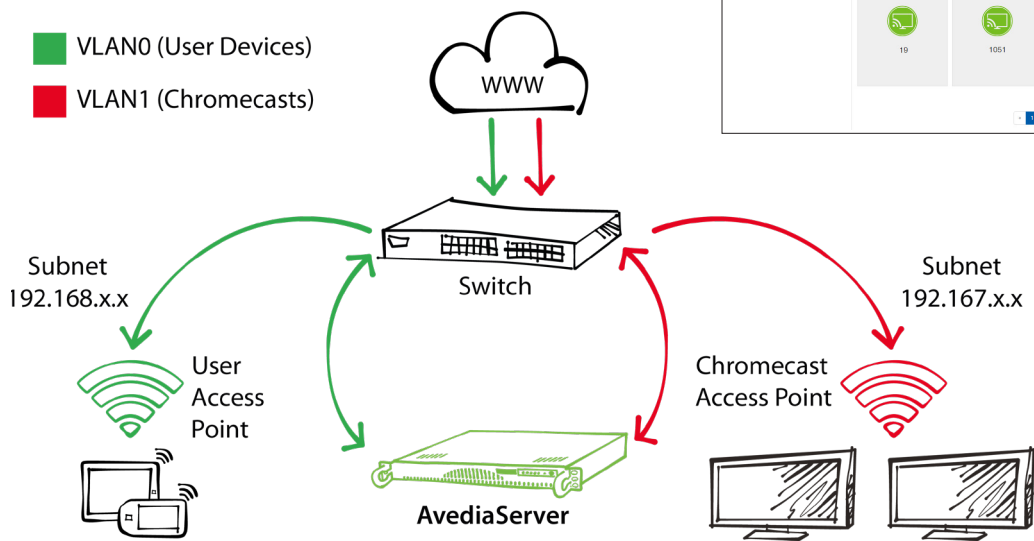 VLAN0 (User Devices)
VLAN1 (Chromecasts)
WWW
19
1051
1
Switch
Subnet
192.168.x.x
Subnet
192.167.x.x
User
Access
Point
Chromecast
Access Point
AvediaServer